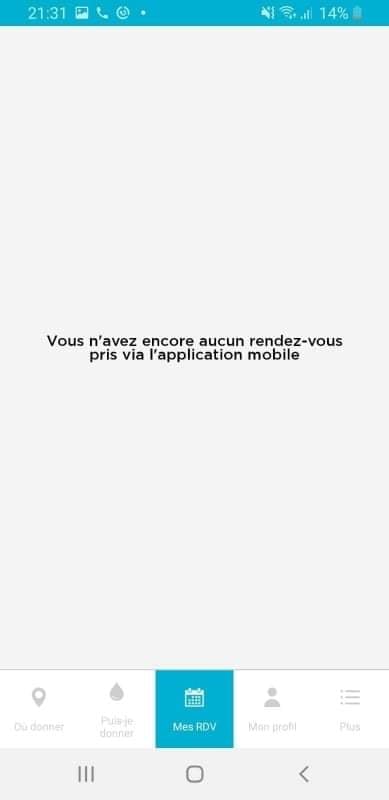 21:31 14%
Vous n'avez encore aucun rendez-vous
pris via l'application mobile
Où donner
Puis-je
donner
Mes RDV
Mon profil
Plus